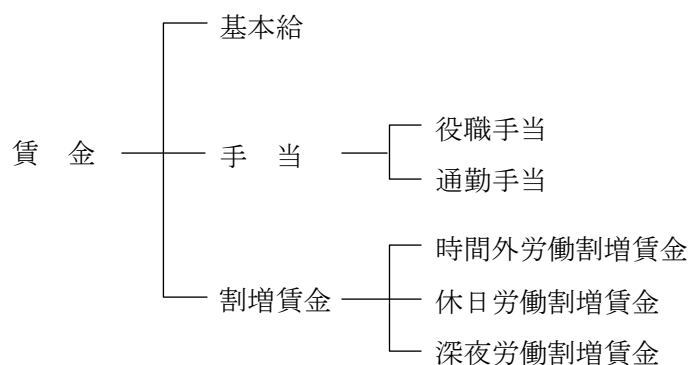 基本給
賃 金
手 当
役職手当
通勤手当
割増賃金
時間外労働割増賃金
休日労働割増賃金
深夜労働割増賃金